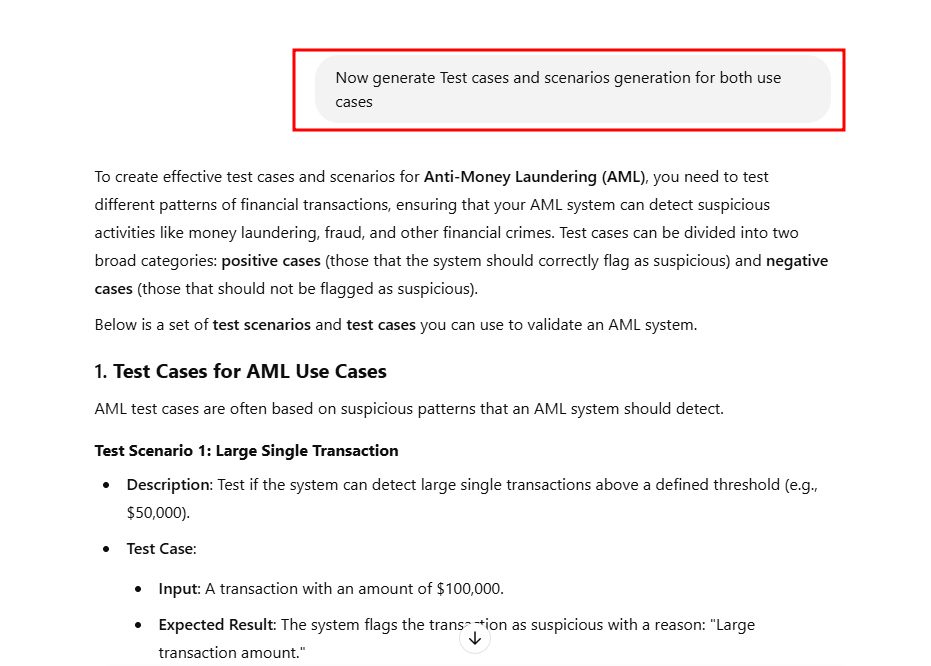 Now generate Test cases and scenarios generation for both use
cases
To create effective test cases and scenarios for Anti-Money Laundering (AML), you need to test
different patterns of financial transactions, ensuring that your AML system can detect suspicious
activities like money laundering, fraud, and other financial crimes. Test cases can be divided into two
broad categories: positive cases (those that the system should correctly flag as suspicious) and negative
cases (those that should not be flagged as suspicious).
Below is a set of test scenarios and test cases you can use to validate an AML system.
1. Test Cases for AML Use Cases
AML test cases are often based on suspicious patterns that an AML system should detect.
Test Scenario 1: Large Single Transaction
• Description: Test if the system can detect large single transactions above a defined threshold (e.g.,
$50,000).
• Test Case:
• Input: A transaction with an amount of $100,000.
• Expected Result: The system flags the transaction as suspicious with a reason: "Large
transaction amount."